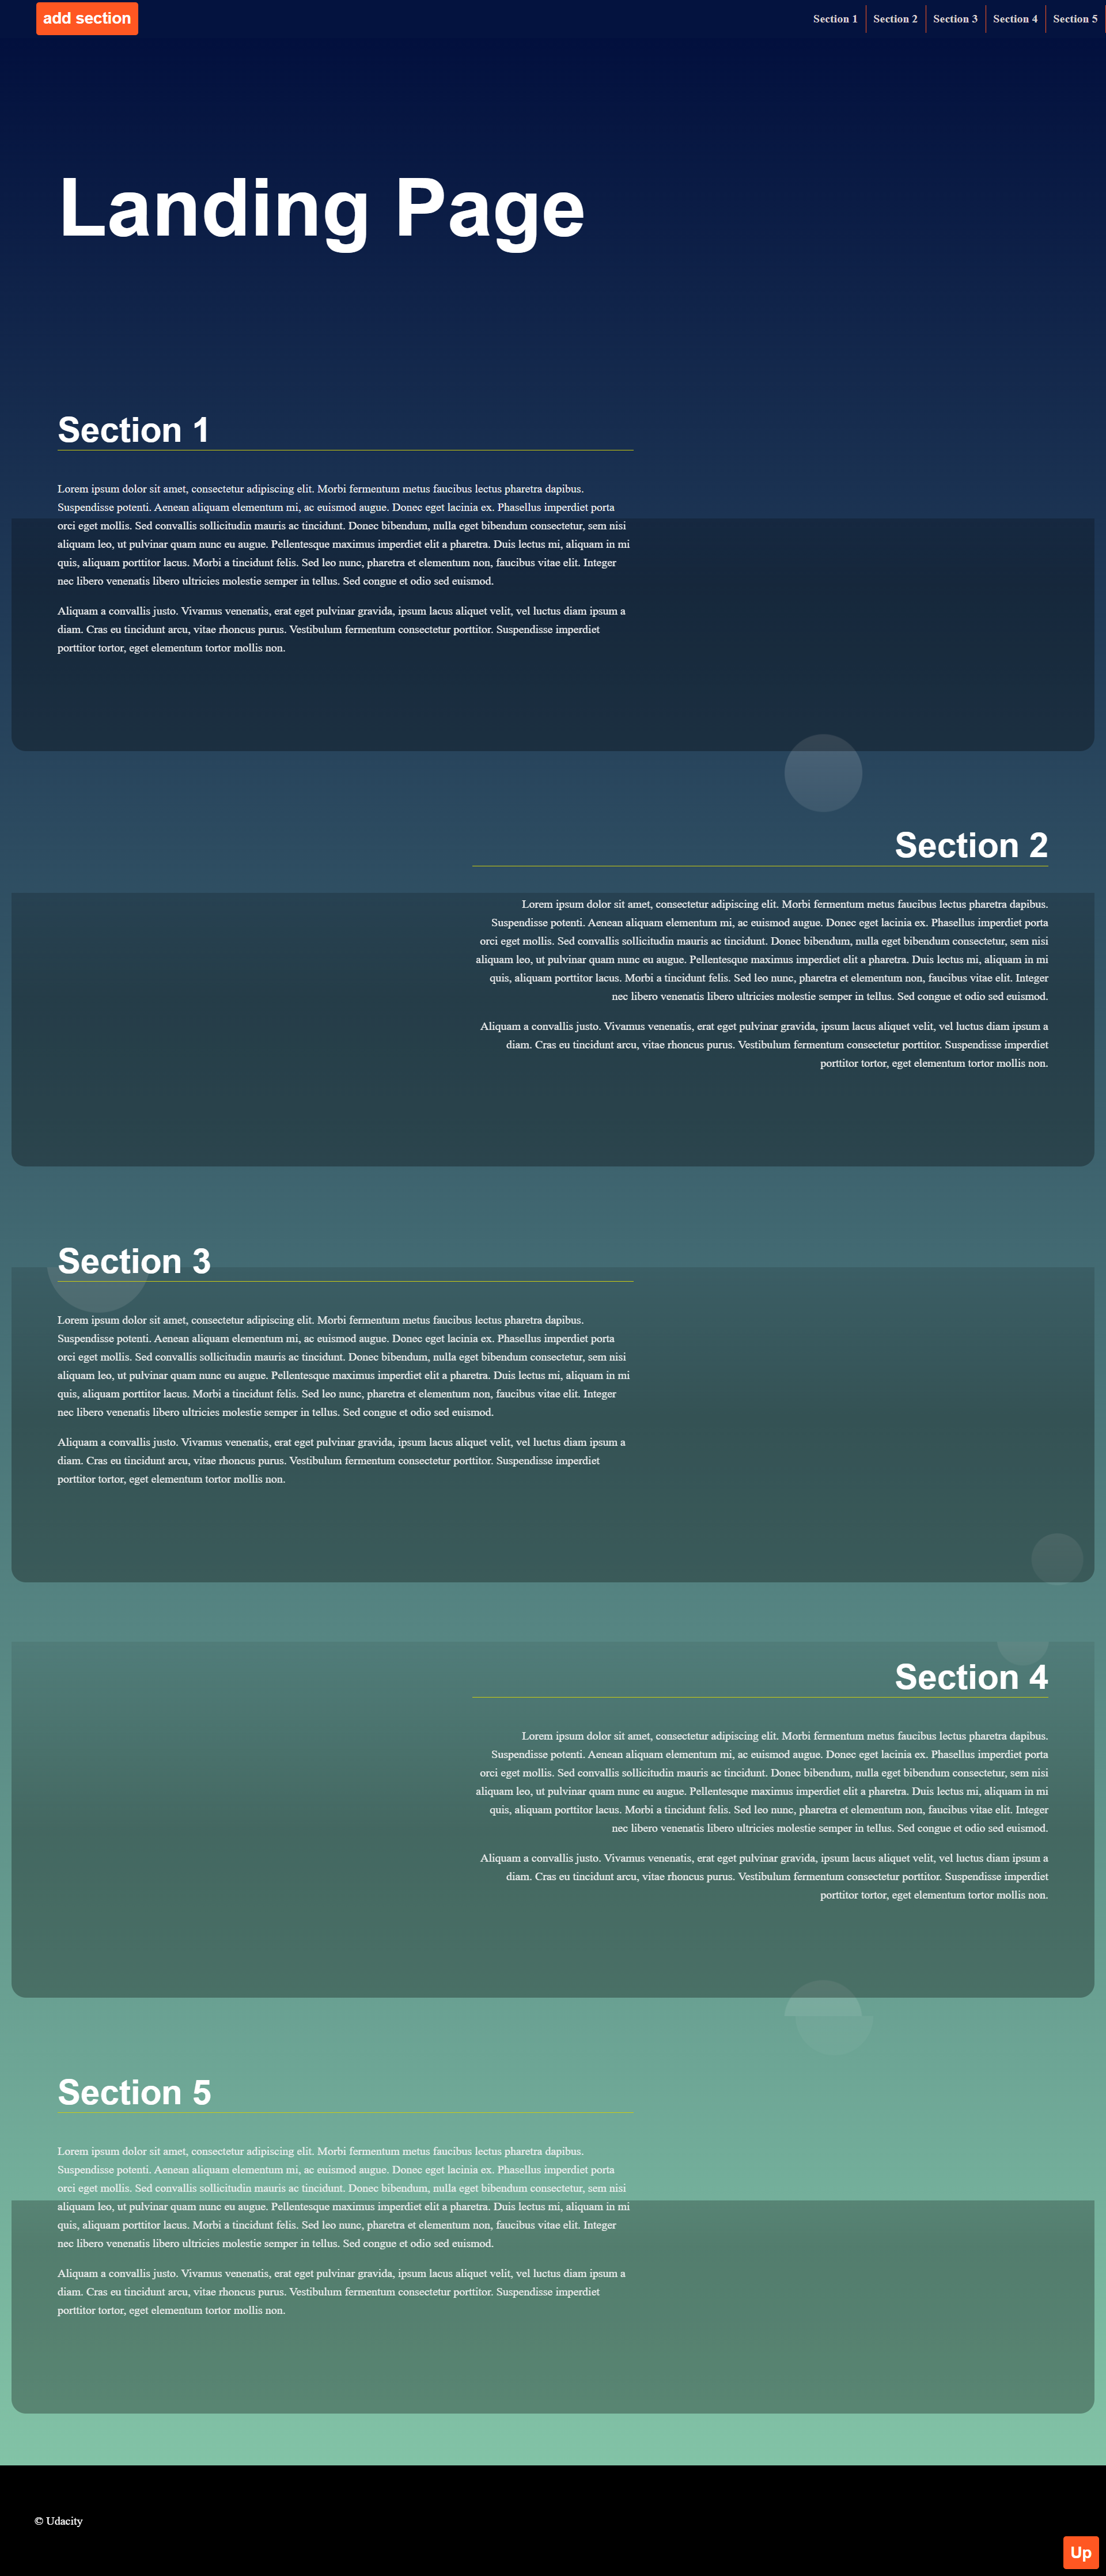 add section
Section 1
Section 2
Section 3
Section 4
Section 5
Landing Page
Section 1
Lorem ipsum dolor sit amet, consectetur adipiscing elit. Morbi fermentum metus faucibus lectus pharetra dapibus.
Suspendisse potenti. Aenean aliquam elementum mi, ac euismod augue. Donec eget lacinia ex. Phasellus imperdiet porta
orci eget mollis. Sed convallis sollicitudin mauris ac tincidunt. Donec bibendum, nulla eget bibendum consectetur, sem nisi
aliquam leo, ut pulvinar quam nunc eu augue. Pellentesque maximus imperdiet elit a pharetra. Duis lectus mi, aliquam in mi
quis, aliquam porttitor lacus. Morbi a tincidunt felis. Sed leo nunc, pharetra et elementum non, faucibus vitae elit. Integer
nec libero venenatis libero ultricies molestie semper in tellus. Sed congue et odio sed euismod.
Aliquam a convallis justo. Vivamus venenatis, erat eget pulvinar gravida, ipsum lacus aliquet velit, vel luctus diam ipsum a
diam. Cras eu tincidunt arcu, vitae rhoncus purus. Vestibulum fermentum consectetur porttitor. Suspendisse imperdiet
porttitor tortor, eget elementum tortor mollis non.
Section 2
Lorem ipsum dolor sit amet, consectetur adipiscing elit. Morbi fermentum metus faucibus lectus pharetra dapibus.
Suspendisse potenti. Aenean aliquam elementum mi, ac euismod augue. Donec eget lacinia ex. Phasellus imperdiet porta
orci eget mollis. Sed convallis sollicitudin mauris ac tincidunt. Donec bibendum, nulla eget bibendum consectetur, sem nisi
aliquam leo, ut pulvinar quam nunc eu augue. Pellentesque maximus imperdiet elit a pharetra. Duis lectus mi, aliquam in mi
quis, aliquam porttitor lacus. Morbi a tincidunt felis. Sed leo nunc, pharetra et elementum non, faucibus vitae elit. Integer
nec libero venenatis libero ultricies molestie semper in tellus. Sed congue et odio sed euismod.
Aliquam a convallis justo. Vivamus venenatis, erat eget pulvinar gravida, ipsum lacus aliquet velit, vel luctus diam ipsum a
diam. Cras eu tincidunt arcu, vitae rhoncus purus. Vestibulum fermentum consectetur porttitor. Suspendisse imperdiet
porttitor tortor, eget elementum tortor mollis non.
Section 3
Lorem ipsum dolor sit amet, consectetur adipiscing elit. Morbi fermentum metus faucibus lectus pharetra dapibus.
Suspendisse potenti. Aenean aliquam elementum mi, ac euismod augue. Donec eget lacinia ex. Phasellus imperdiet porta
orci eget mollis. Sed convallis sollicitudin mauris ac tincidunt. Donec bibendum, nulla eget bibendum consectetur, sem nisi
aliquam leo, ut pulvinar quam nunc eu augue. Pellentesque maximus imperdiet elit a pharetra. Duis lectus mi, aliquam in mi
quis, aliquam porttitor lacus. Morbi a tincidunt felis. Sed leo nunc, pharetra et elementum non, faucibus vitae elit. Integer
nec libero venenatis libero ultricies molestie semper in tellus. Sed congue et odio sed euismod.
Aliquam a convallis justo. Vivamus venenatis, erat eget pulvinar gravida, ipsum lacus aliquet velit, vel luctus diam ipsum a
diam. Cras eu tincidunt arcu, vitae rhoncus purus. Vestibulum fermentum consectetur porttitor. Suspendisse imperdiet
porttitor tortor, eget elementum tortor mollis non.
Section 4
Lorem ipsum dolor sit amet, consectetur adipiscing elit. Morbi fermentum metus faucibus lectus pharetra dapibus.
Suspendisse potenti. Aenean aliquam elementum mi, ac euismod augue. Donec eget lacinia ex. Phasellus imperdiet porta
orci eget mollis. Sed convallis sollicitudin mauris ac tincidunt. Donec bibendum, nulla eget bibendum consectetur, sem nisi
aliquam leo, ut pulvinar quam nunc eu augue. Pellentesque maximus imperdiet elit a pharetra. Duis lectus mi, aliquam in mi
quis, aliquam porttitor lacus. Morbi a tincidunt felis. Sed leo nunc, pharetra et elementum non, faucibus vitae elit. Integer
nec libero venenatis libero ultricies molestie semper in tellus. Sed congue et odio sed euismod.
Aliquam a convallis justo. Vivamus venenatis, erat eget pulvinar gravida, ipsum lacus aliquet velit, vel luctus diam ipsum a
diam. Cras eu tincidunt arcu, vitae rhoncus purus. Vestibulum fermentum consectetur porttitor. Suspendisse imperdiet
porttitor tortor, eget elementum tortor mollis non.
Section 5
Lorem ipsum dolor sit amet, consectetur adipiscing elit. Morbi fermentum metus faucibus lectus pharetra dapibus.
Suspendisse potenti. Aenean aliquam elementum mi, ac euismod augue. Donec eget lacinia ex. Phasellus imperdiet porta
orci eget mollis. Sed convallis sollicitudin mauris ac tincidunt. Donec bibendum, nulla eget bibendum consectetur, sem nisi
aliquam leo, ut pulvinar quam nunc eu augue. Pellentesque maximus imperdiet elit a pharetra. Duis lectus mi, aliquam in mi
quis, aliquam porttitor lacus. Morbi a tincidunt felis. Sed leo nunc, pharetra et elementum non, faucibus vitae elit. Integer
nec libero venenatis libero ultricies molestie semper in tellus. Sed congue et odio sed euismod.
Aliquam a convallis justo. Vivamus venenatis, erat eget pulvinar gravida, ipsum lacus aliquet velit, vel luctus diam ipsum a
diam. Cras eu tincidunt arcu, vitae rhoncus purus. Vestibulum fermentum consectetur porttitor. Suspendisse imperdiet
porttitor tortor, eget elementum tortor mollis non.
© Udacity
Up